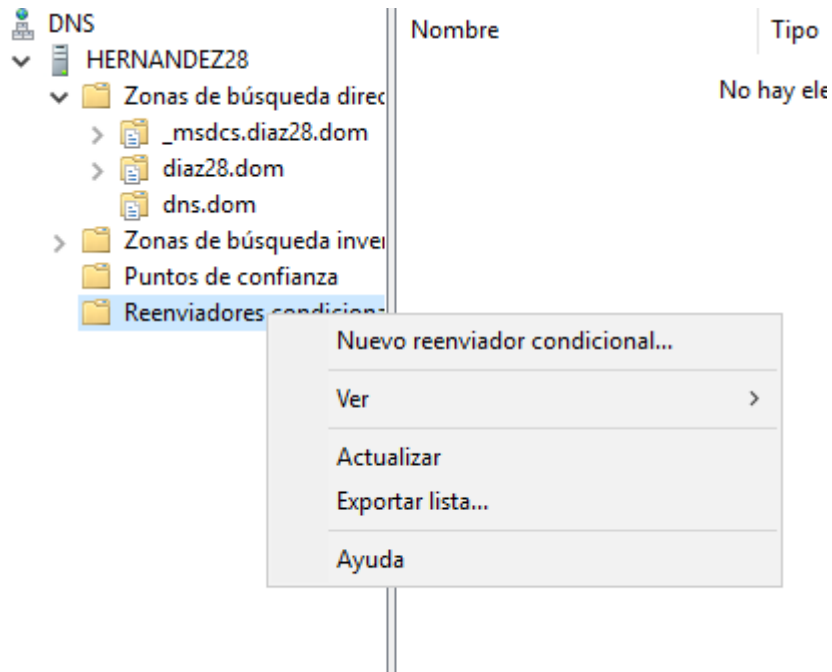 DNS
Nombre
Tipo
HERNANDEZ28
Zonas de búsqueda direc
No hay ele
_msdcs.diaz28.dom
diaz28.dom
dns.dom
Zonas de búsqueda inver
Puntos de confianza
Reenviadores condiciona
Nuevo reenviador condicional...
Ver
Actualizar
Exportar lista...
Ayuda